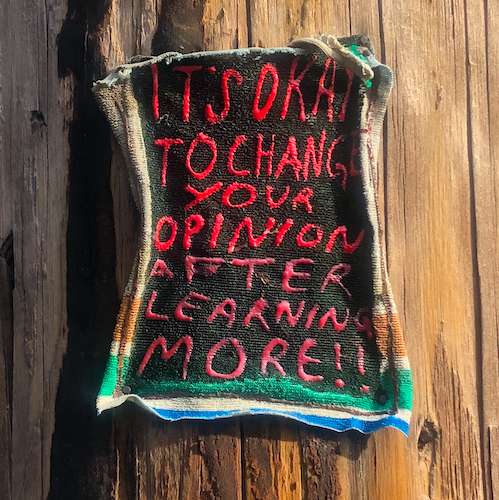 IT'S OKAY
TO CHANGE
YOUR
OPINION
AFTER
LEARNING
MORE!!